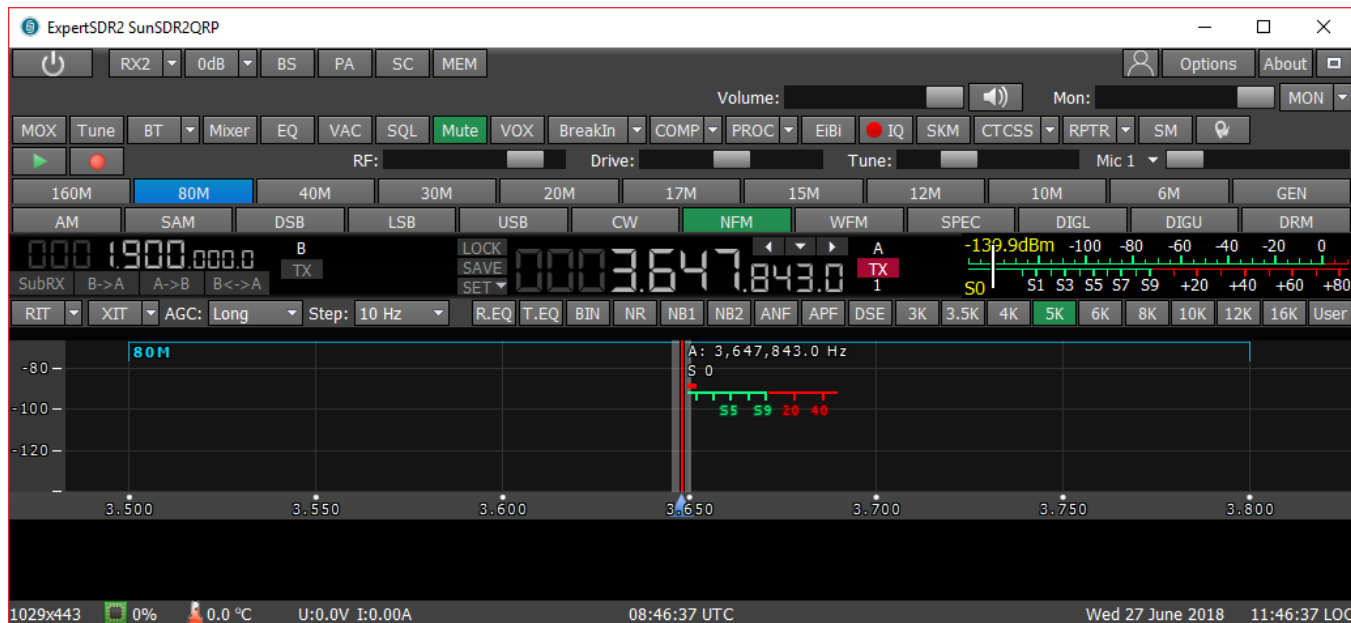 ExpertSDR2 SunSDR2QRP
RX2 0dB BS PA SC MEM Options About
Volume: Mon: MON
MOX Tune BT Mixer EQ VAC SQL Mute VOX BreakIn COMP PROC EiBi IQ SKM CTCSS RPTR SM
RF: Drive: Tune: Mic 1
160M 80M 40M 30M 20M 17M 15M 12M 10M 6M GEN
AM SAM DSB LSB USB CW NFM WFM SPEC DIGL DIGU DRM
000 1.900.000.0 B TX LOCK SAVE SET 0003.647.843.0 A TX 1 -139.9dBm -100 -80 -60 -40 -20 0
SubRX B->A A->B B<->A S0 S1 S3 S5 S7 S9 +20 +40 +60 +80
RIT XIT AGC: Long Step: 10 Hz R.EQ T.EQ BIN NR NB1 NB2 ANF APF DSE 3K 3.5K 4K 5K 6K 8K 10K 12K 16K User
80M A: 3,647,843.0 Hz
-80 S 0
-100 S5 S9 20 40
-120
3.500 3.550 3.600 3.650 3.700 3.750 3.800
1029x443 0% 0.0 °C U:0.0V I:0.00A 08:46:37 UTC Wed 27 June 2018 11:46:37 LOC